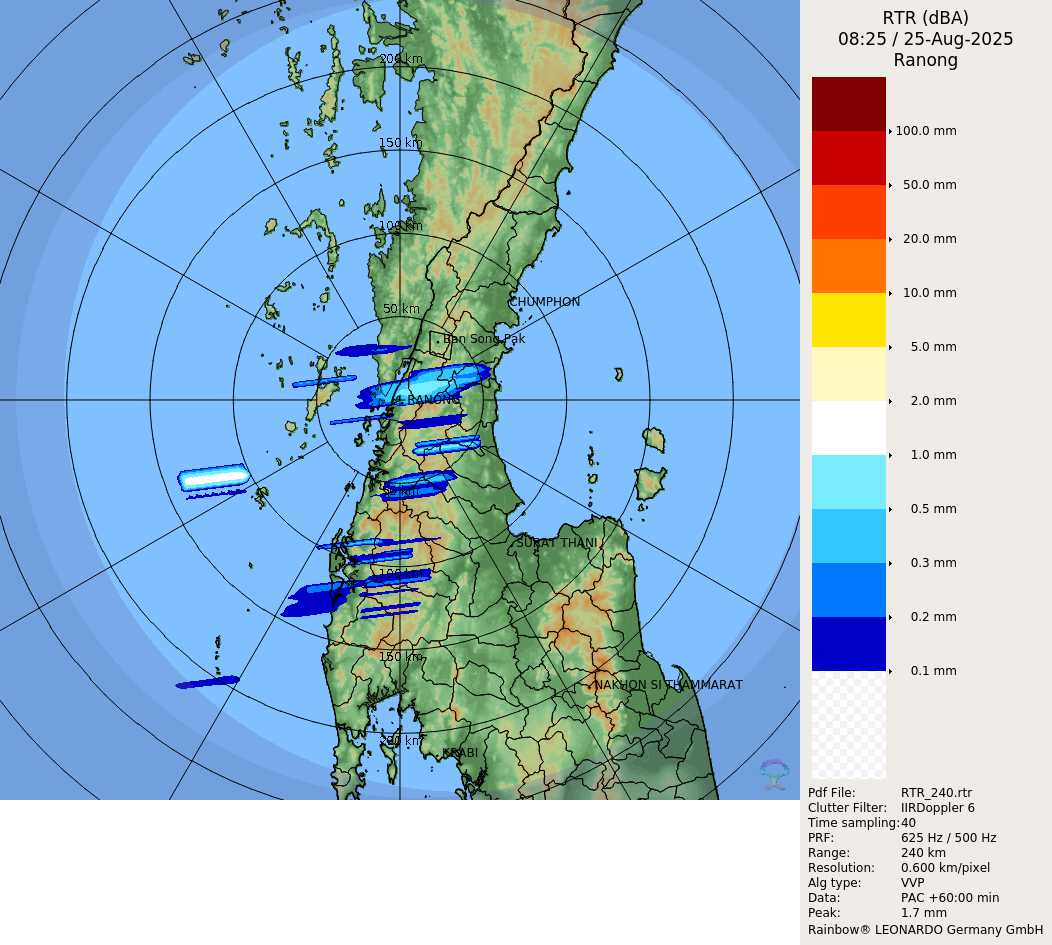 RTR (dBA)
08:25 / 25-Aug-2025
Ranong
200 km
150 km
100 km
50 km
CHUMPHON
Ban Song Pak
RANONG
50 km
SURAT THANI
100 km
150 km
NAKHON SI THAMMARAT
200 km
KRABI
100.0 mm
50.0 mm
20.0 mm
10.0 mm
5.0 mm
2.0 mm
1.0 mm
0.5 mm
0.3 mm
0.2 mm
0.1 mm
Pdf File: RTR_240.rtr
Clutter Filter: IIRDoppler 6
Time sampling:40
PRF: 625 Hz / 500 Hz
Range: 240 km
Resolution: 0.600 km/pixel
Alg type: VVP
Data: PAC +60:00 min
Peak: 1.7 mm
Rainbow® LEONARDO Germany GmbH